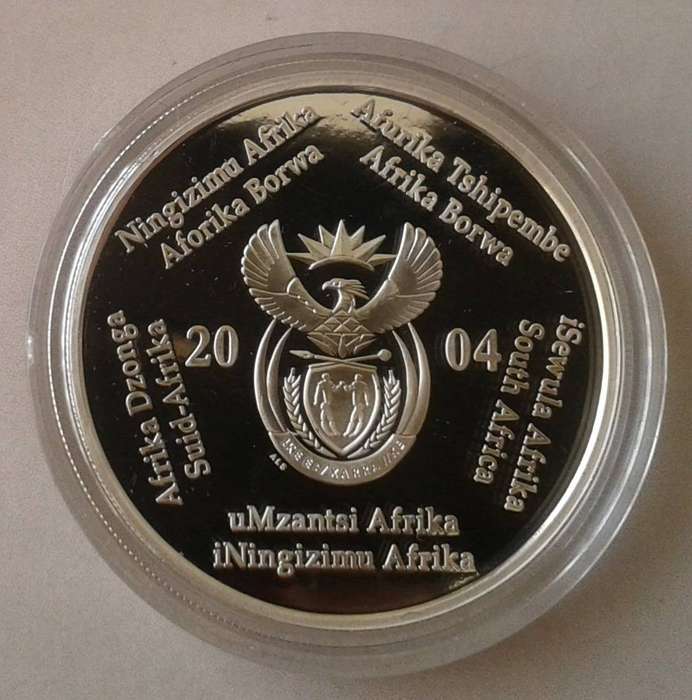 Ningizimu Afrika
Aforika Borwa
Afurika Tshipembe
Afrika Borwa
Afrika Dzonga
Suid-Afrika
20
04
iSewula Afrika
South Africa
ALS
uMzantsi Afrika
iNingizimu Afrika